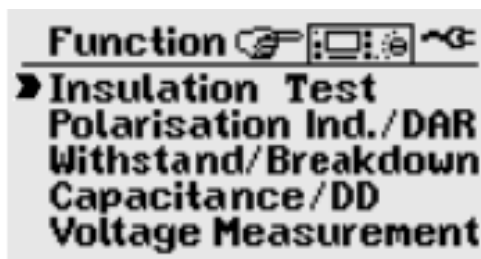 Function
Insulation Test
Polarisation Ind./DAR
Withstand/Breakdown
Capacitance/DD
Voltage Measurement